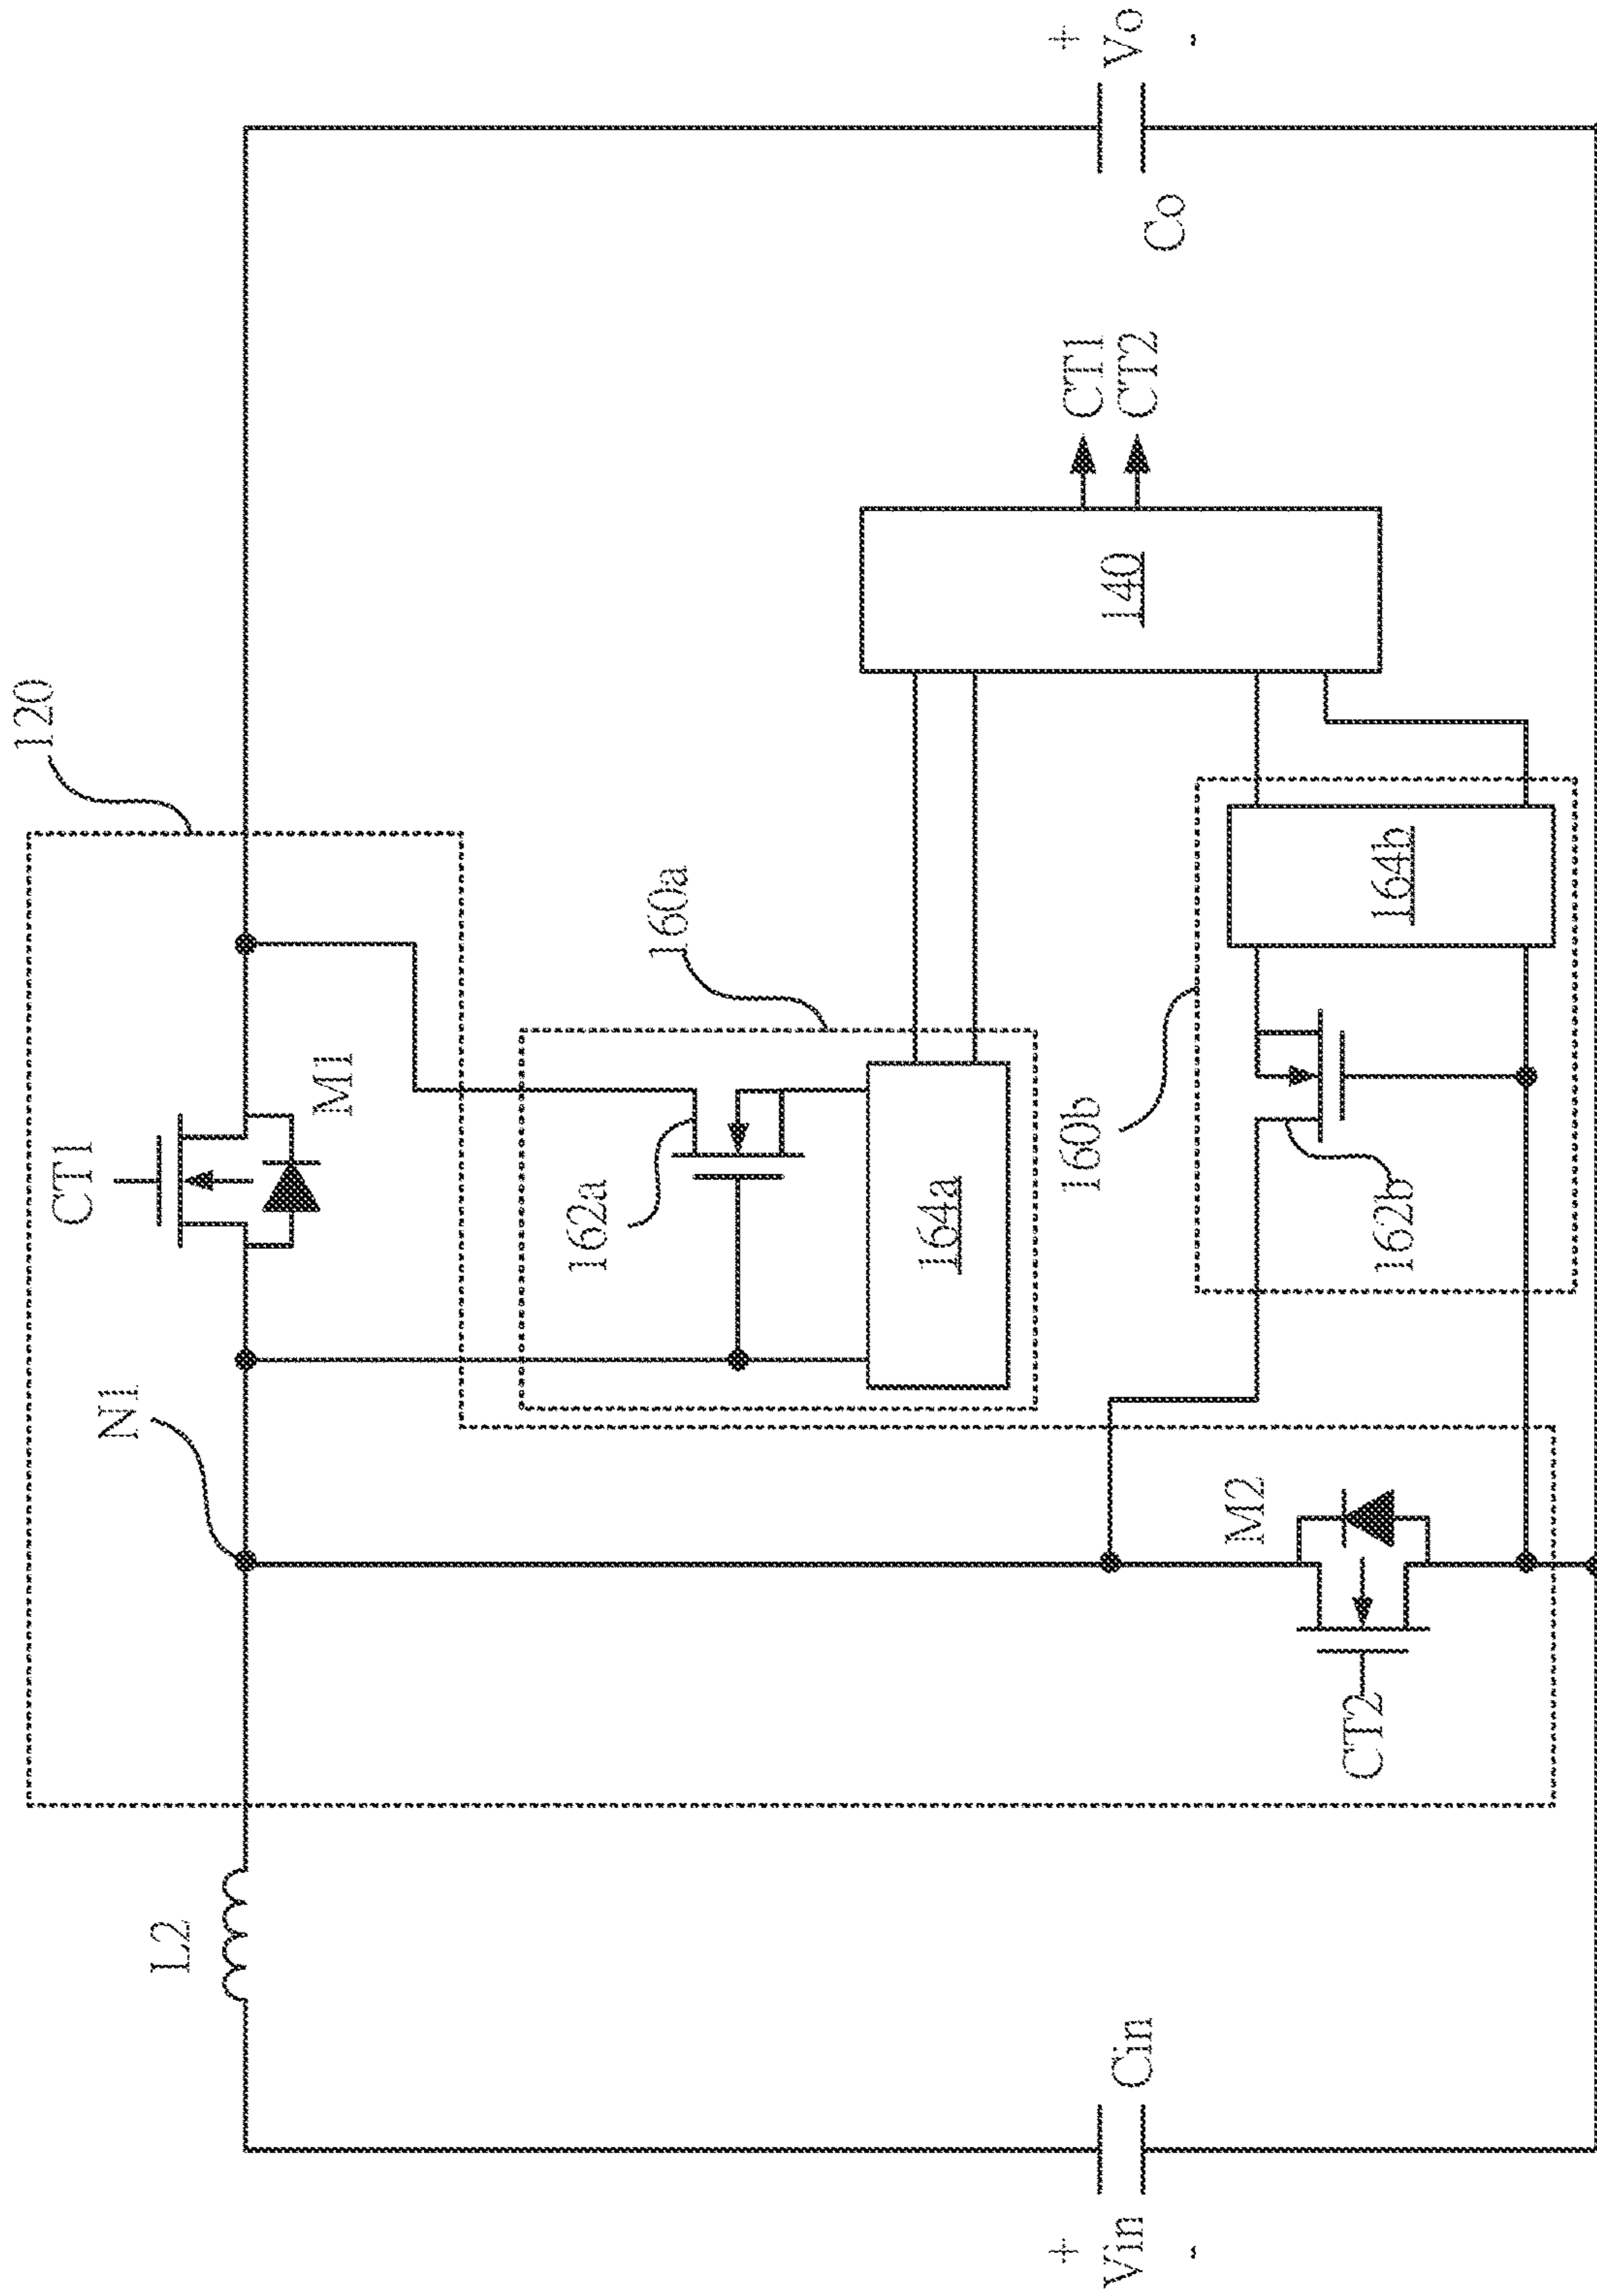 120
CT1
M1
N1
L2
160a
162a
164a
140
CT1
CT2
160b
162b
164b
M2
CT2
+
Vin
-
Cin
+
Vo
-
Co